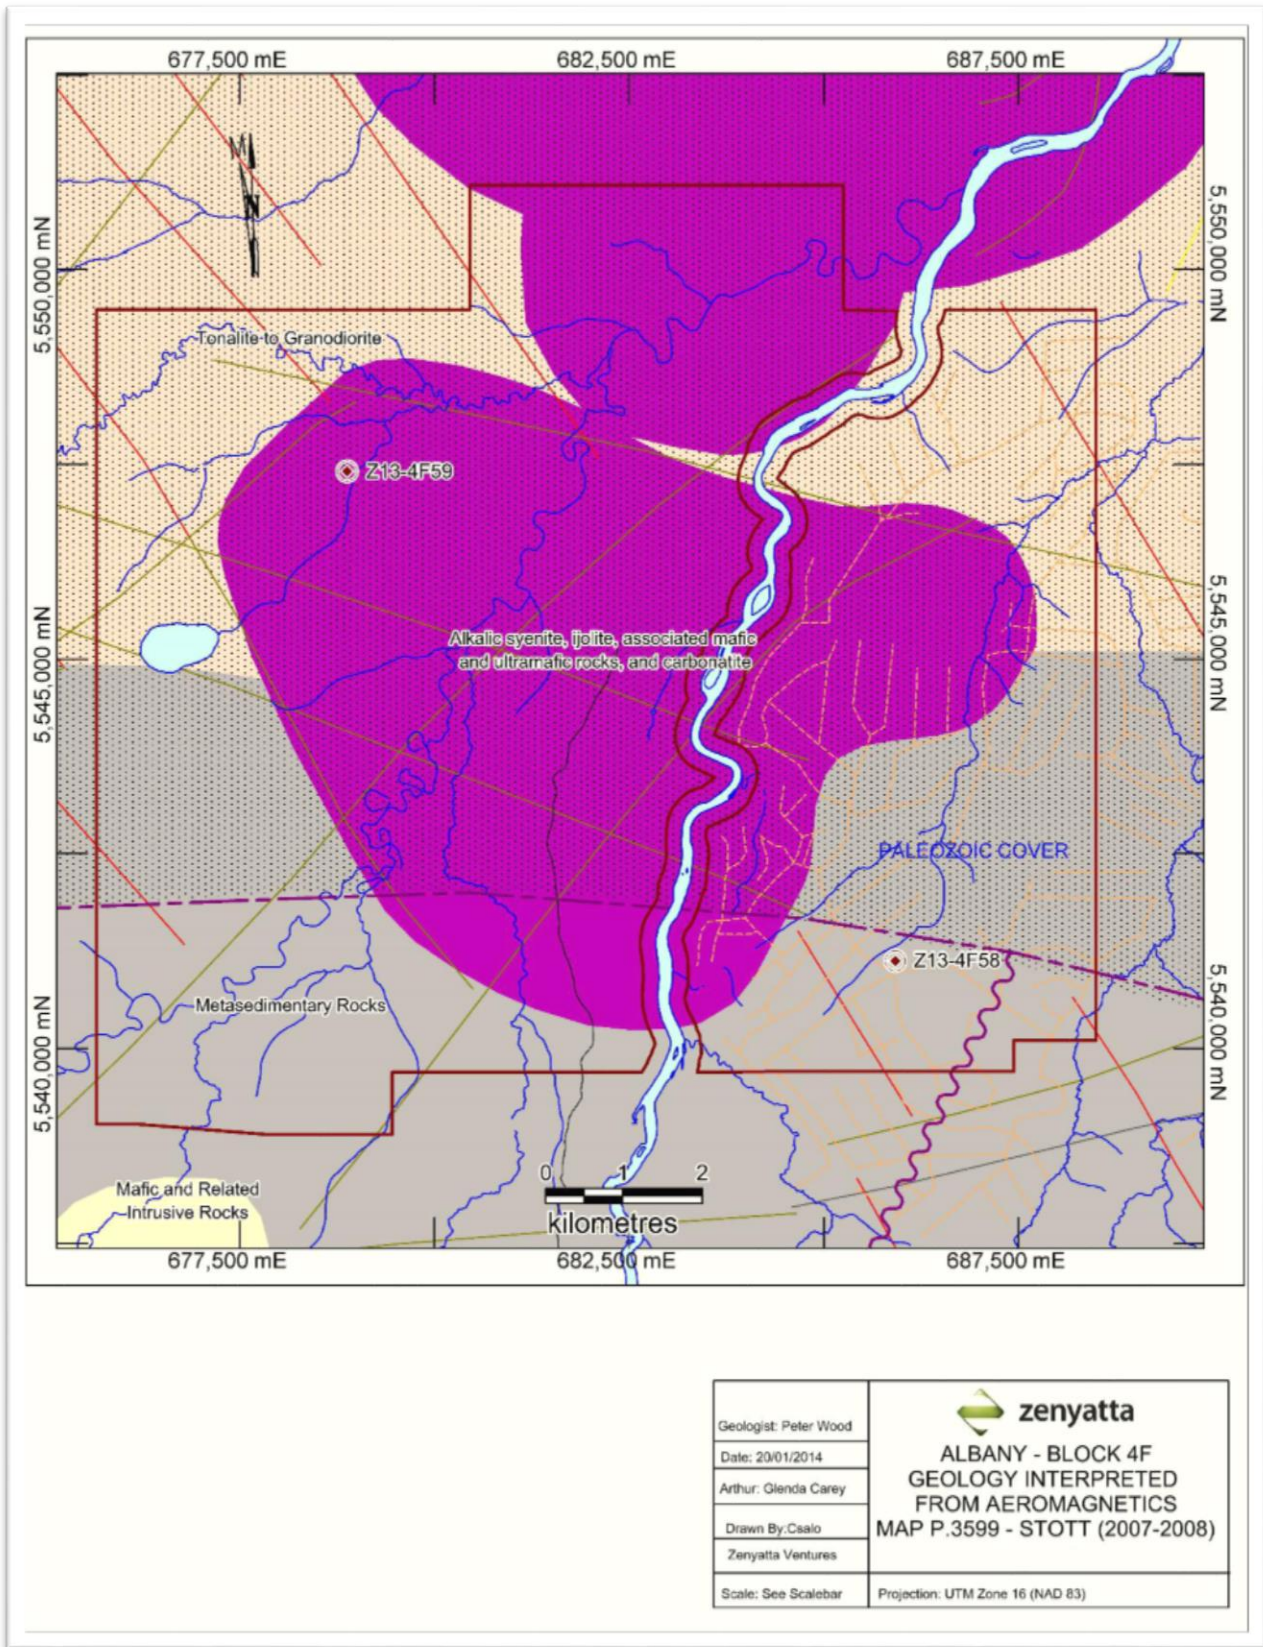 677,500 mE
682,500 mE
687,500 mE
5,550,000 mN
5,550,000 mN
M
N
Tonalite to Granodiorite
Z13-4F59
5,545,000 mN
5,545,000 mN
Alkalic syenite, ijolite, associated mafic
and ultramafic rocks, and carbonatite
PALEOZOIC COVER
Z13-4F58
Metasedimentary Rocks
5,540,000 mN
5,540,000 mN
Mafic and Related
Intrusive Rocks
0 1 2
kilometres
677,500 mE
682,500 mE
687,500 mE
Geologist: Peter Wood
Date: 20/01/2014
Arthur: Glenda Carey
Drawn By:Csalo
Zenyatta Ventures
Scale: See Scalebar
zenyatta
ALBANY - BLOCK 4F
GEOLOGY INTERPRETED
FROM AEROMAGNETICS
MAP P.3599 - STOTT (2007-2008)
Projection: UTM Zone 16 (NAD 83)